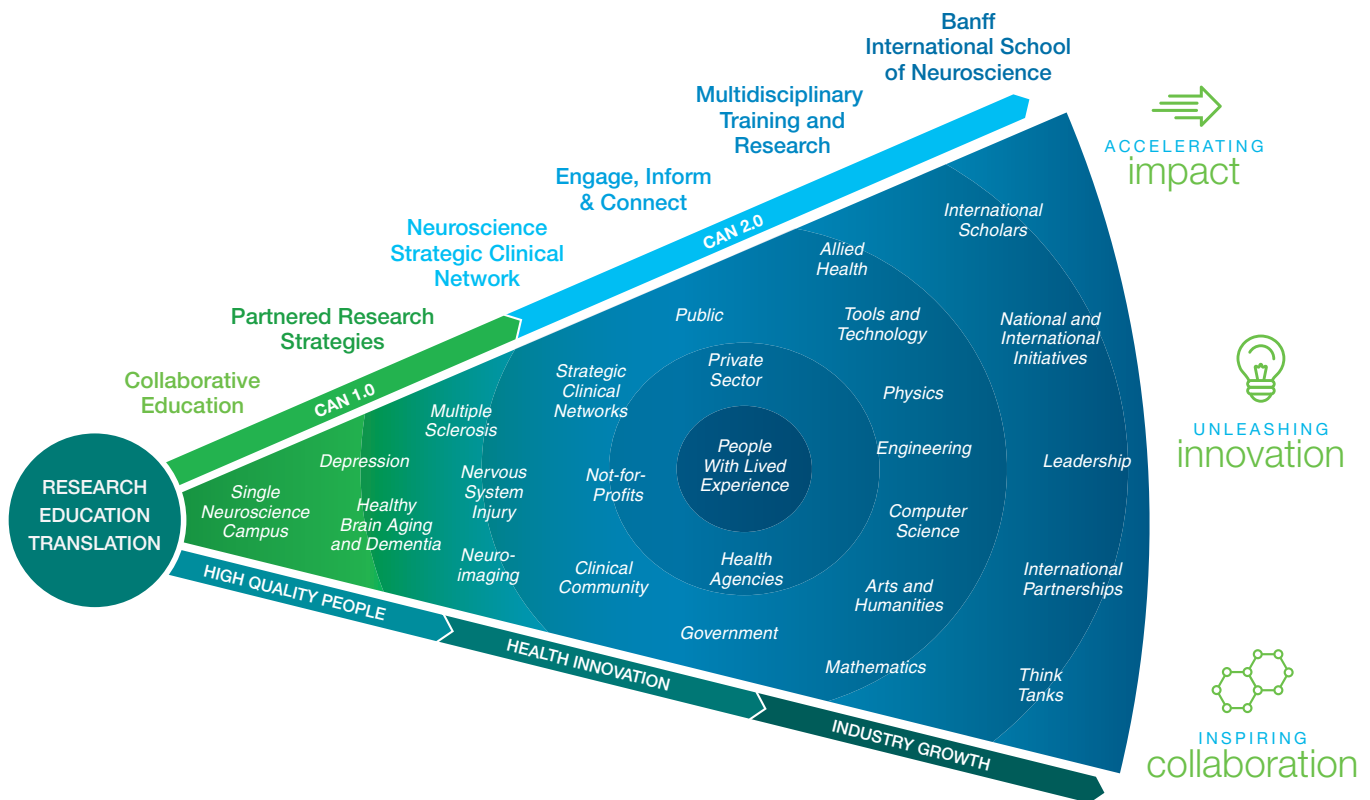 Banff
International School
of Neuroscience
Multidisciplinary
Training and
Research
Engage, Inform
& Connect
Neuroscience
Strategic Clinical
Network
Partnered Research
Strategies
Collaborative
Education
CAN 1.0
CAN 2.0
RESEARCH
EDUCATION
TRANSLATION
Single
Neuroscience
Campus
Depression
Healthy
Brain Aging
and Dementia
Multiple
Sclerosis
Nervous
System
Injury
Neuro-
imaging
Strategic
Clinical
Networks
Not-for-
Profits
Clinical
Community
Public
Private
Sector
People
With Lived
Experience
Health
Agencies
Government
Allied
Health
Tools and
Technology
Physics
Engineering
Computer
Science
Arts and
Humanities
Mathematics
International
Scholars
National and
International
Initiatives
Leadership
International
Partnerships
Think
Tanks
HIGH QUALITY PEOPLE
HEALTH INNOVATION
INDUSTRY GROWTH
ACCELERATING
impact
UNLEASHING
innovation
INSPIRING
collaboration